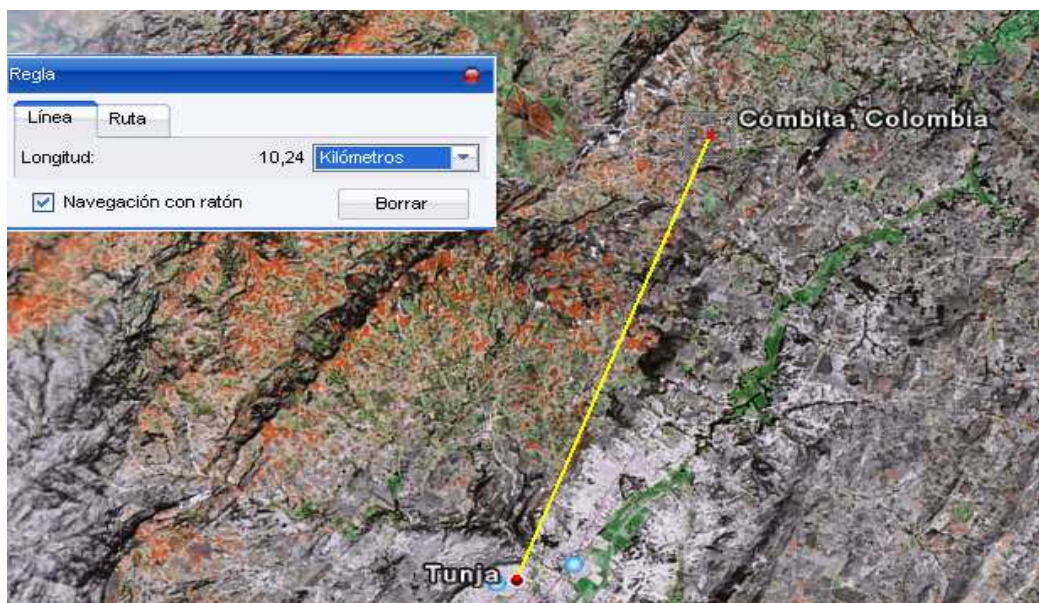 Regla
Línea Ruta
Longitud: 10,24 Kilómetros
Navegación con ratón Borrar
Cómbita, Colombia
Tunja